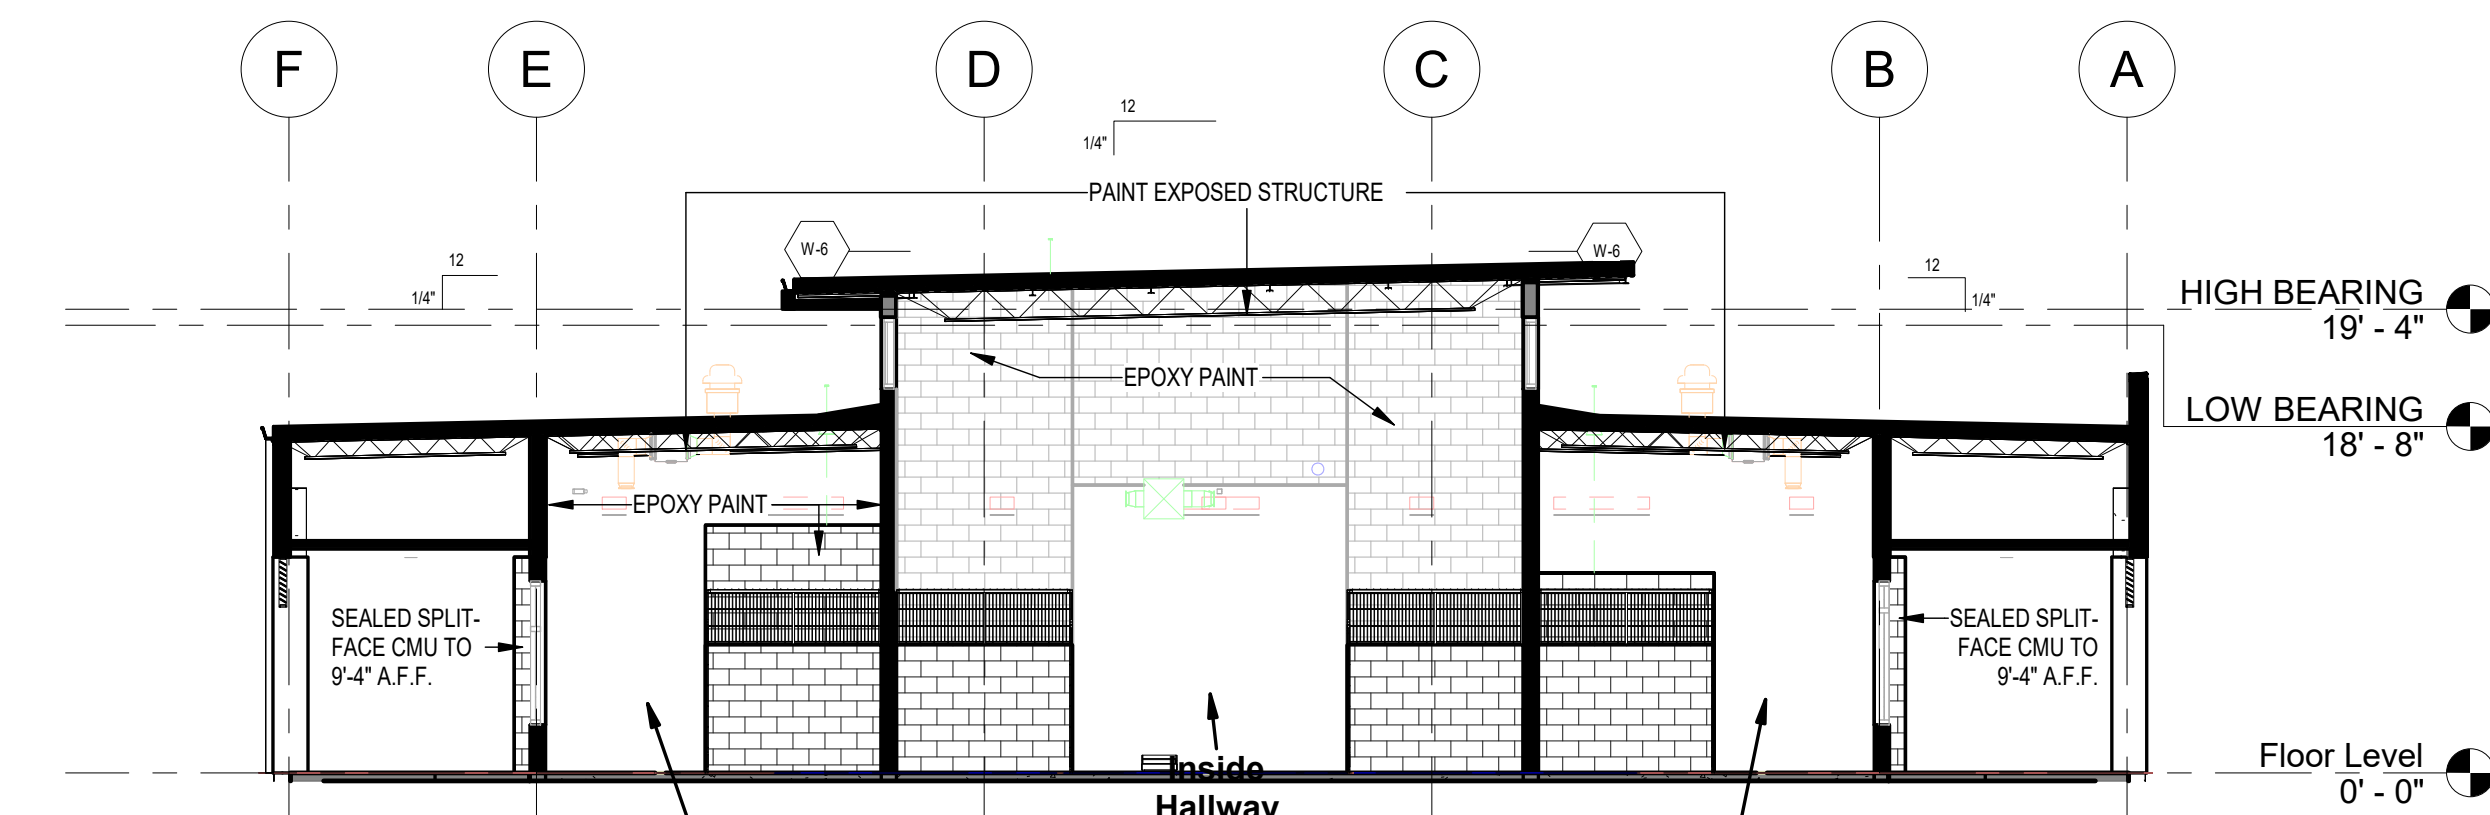 F
E
D
C
B
A
12
1/4"
PAINT EXPOSED STRUCTURE
W-6
W-6
12
1/4"
12
1/4"
HIGH BEARING
19' - 4"
EPOXY PAINT
LOW BEARING
18' - 8"
EPOXY PAINT
SEALED SPLIT-
FACE CMU TO
9'-4" A.F.F.
SEALED SPLIT-
FACE CMU TO
9'-4" A.F.F.
Floor Level
0' - 0"
Inside
Hallway